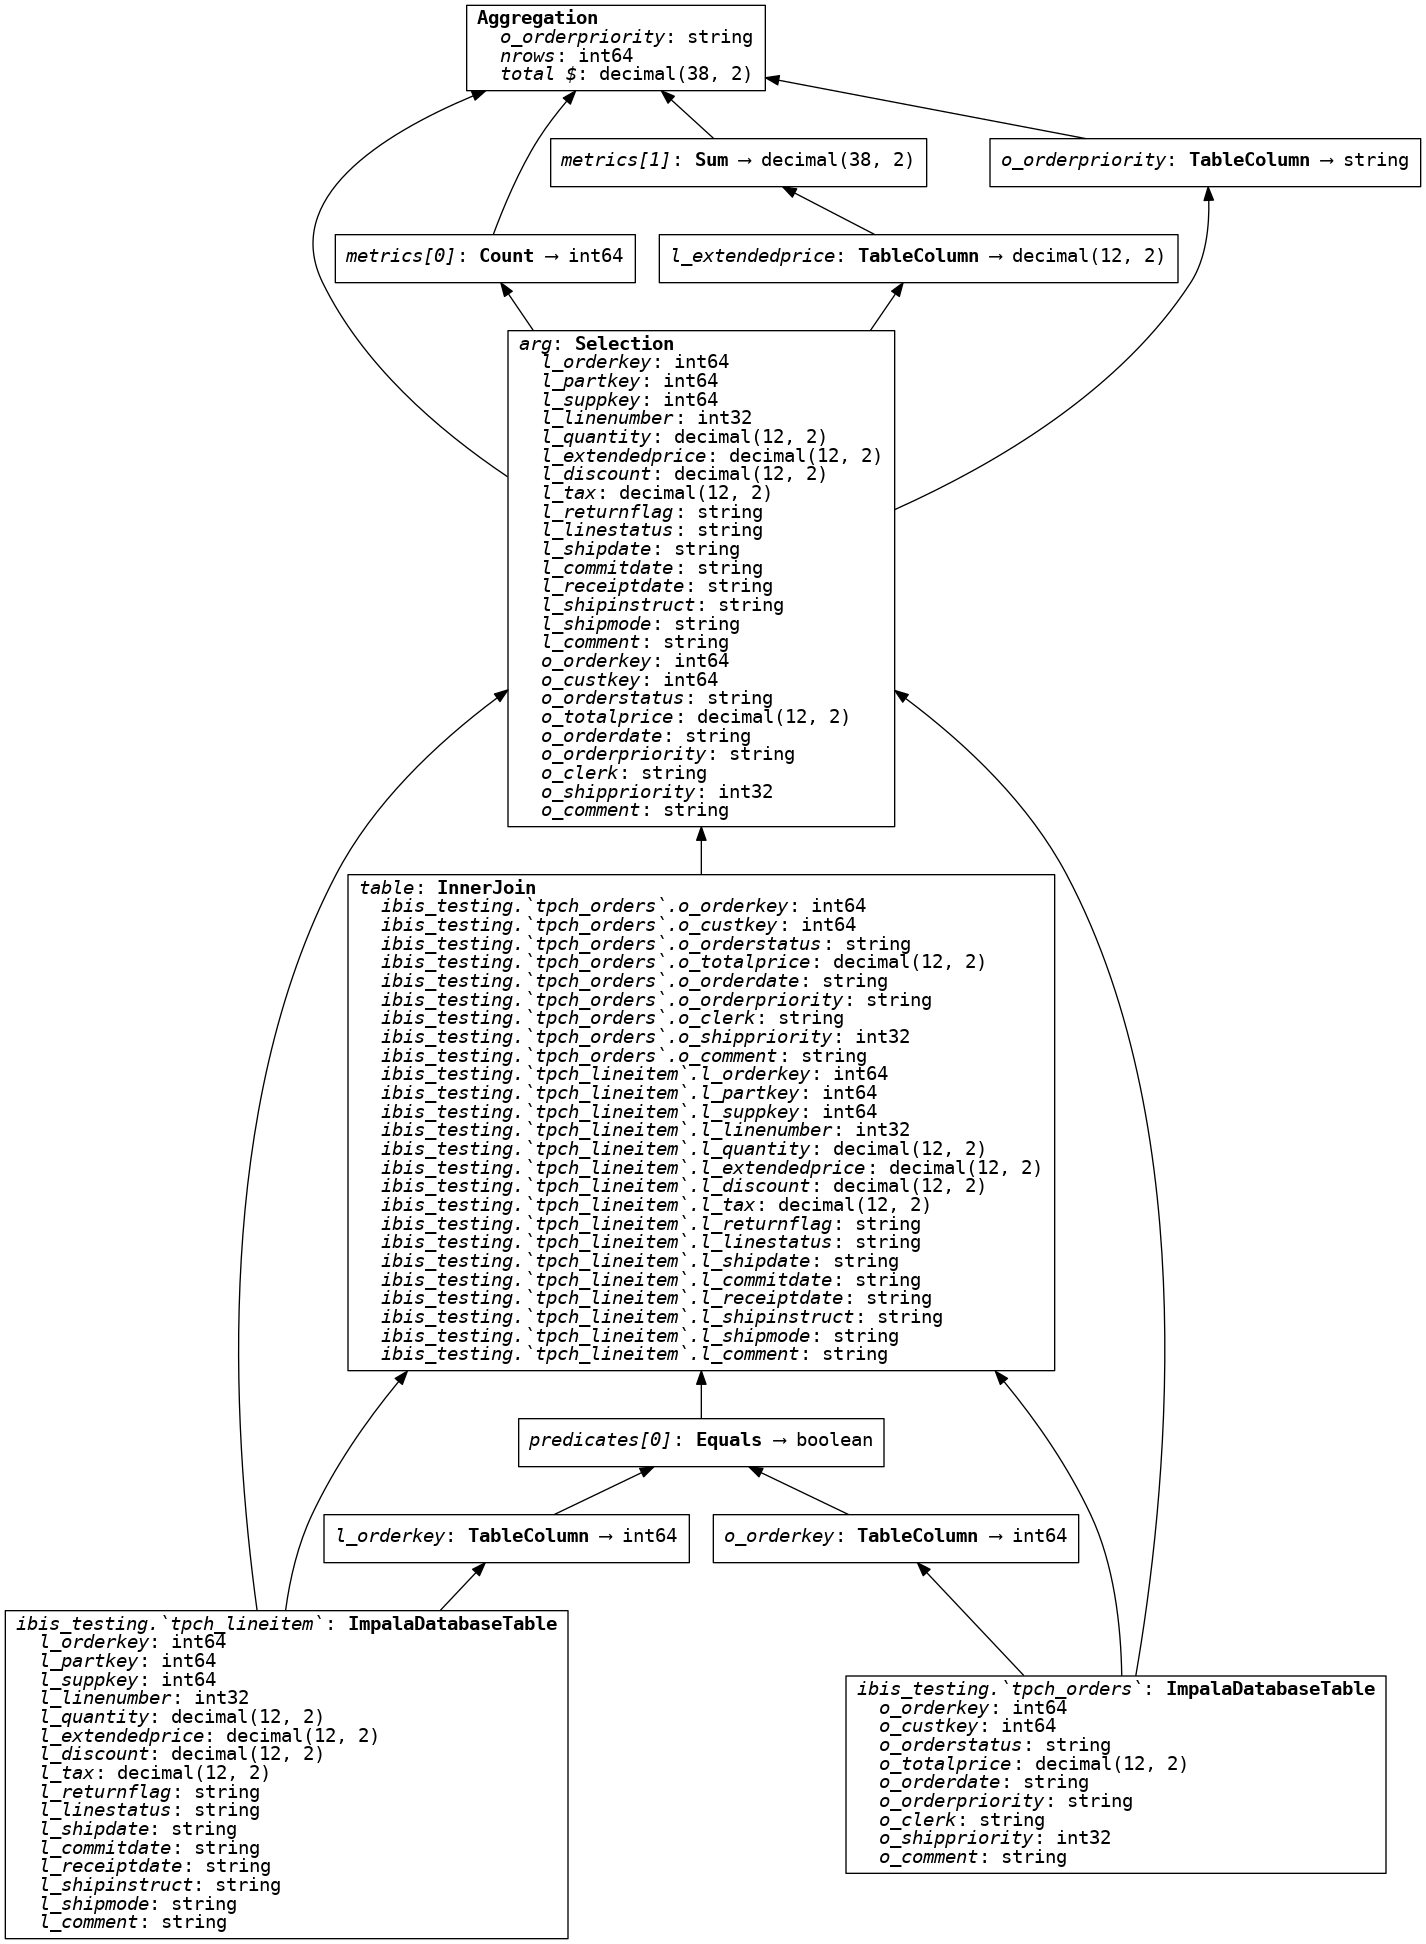 Aggregation
o_orderpriority: string
nrows: int64
total $: decimal(38, 2)
metrics[1]: Sum → decimal(38, 2)
o_orderpriority: TableColumn → string
metrics[0]: Count → int64
l_extendedprice: TableColumn → decimal(12, 2)
arg: Selection
l_orderkey: int64
l_partkey: int64
l_suppkey: int64
l_linenumber: int32
l_quantity: decimal(12, 2)
l_extendedprice: decimal(12, 2)
l_discount: decimal(12, 2)
l_tax: decimal(12, 2)
l_returnflag: string
l_linestatus: string
l_shipdate: string
l_commitdate: string
l_receiptdate: string
l_shipinstruct: string
l_shipmode: string
l_comment: string
o_orderkey: int64
o_custkey: int64
o_orderstatus: string
o_totalprice: decimal(12, 2)
o_orderdate: string
o_orderpriority: string
o_clerk: string
o_shippriority: int32
o_comment: string
table: InnerJoin
ibis_testing.`tpch_orders`.o_orderkey: int64
ibis_testing.`tpch_orders`.o_custkey: int64
ibis_testing.`tpch_orders`.o_orderstatus: string
ibis_testing.`tpch_orders`.o_totalprice: decimal(12, 2)
ibis_testing.`tpch_orders`.o_orderdate: string
ibis_testing.`tpch_orders`.o_orderpriority: string
ibis_testing.`tpch_orders`.o_clerk: string
ibis_testing.`tpch_orders`.o_shippriority: int32
ibis_testing.`tpch_orders`.o_comment: string
ibis_testing.`tpch_lineitem`.l_orderkey: int64
ibis_testing.`tpch_lineitem`.l_partkey: int64
ibis_testing.`tpch_lineitem`.l_suppkey: int64
ibis_testing.`tpch_lineitem`.l_linenumber: int32
ibis_testing.`tpch_lineitem`.l_quantity: decimal(12, 2)
ibis_testing.`tpch_lineitem`.l_extendedprice: decimal(12, 2)
ibis_testing.`tpch_lineitem`.l_discount: decimal(12, 2)
ibis_testing.`tpch_lineitem`.l_tax: decimal(12, 2)
ibis_testing.`tpch_lineitem`.l_returnflag: string
ibis_testing.`tpch_lineitem`.l_linestatus: string
ibis_testing.`tpch_lineitem`.l_shipdate: string
ibis_testing.`tpch_lineitem`.l_commitdate: string
ibis_testing.`tpch_lineitem`.l_receiptdate: string
ibis_testing.`tpch_lineitem`.l_shipinstruct: string
ibis_testing.`tpch_lineitem`.l_shipmode: string
ibis_testing.`tpch_lineitem`.l_comment: string
predicates[0]: Equals → boolean
l_orderkey: TableColumn → int64
o_orderkey: TableColumn → int64
ibis_testing.`tpch_lineitem`: ImpalaDatabaseTable
l_orderkey: int64
l_partkey: int64
l_suppkey: int64
l_linenumber: int32
l_quantity: decimal(12, 2)
l_extendedprice: decimal(12, 2)
l_discount: decimal(12, 2)
l_tax: decimal(12, 2)
l_returnflag: string
l_linestatus: string
l_shipdate: string
l_commitdate: string
l_receiptdate: string
l_shipinstruct: string
l_shipmode: string
l_comment: string
ibis_testing.`tpch_orders`: ImpalaDatabaseTable
o_orderkey: int64
o_custkey: int64
o_orderstatus: string
o_totalprice: decimal(12, 2)
o_orderdate: string
o_orderpriority: string
o_clerk: string
o_shippriority: int32
o_comment: string